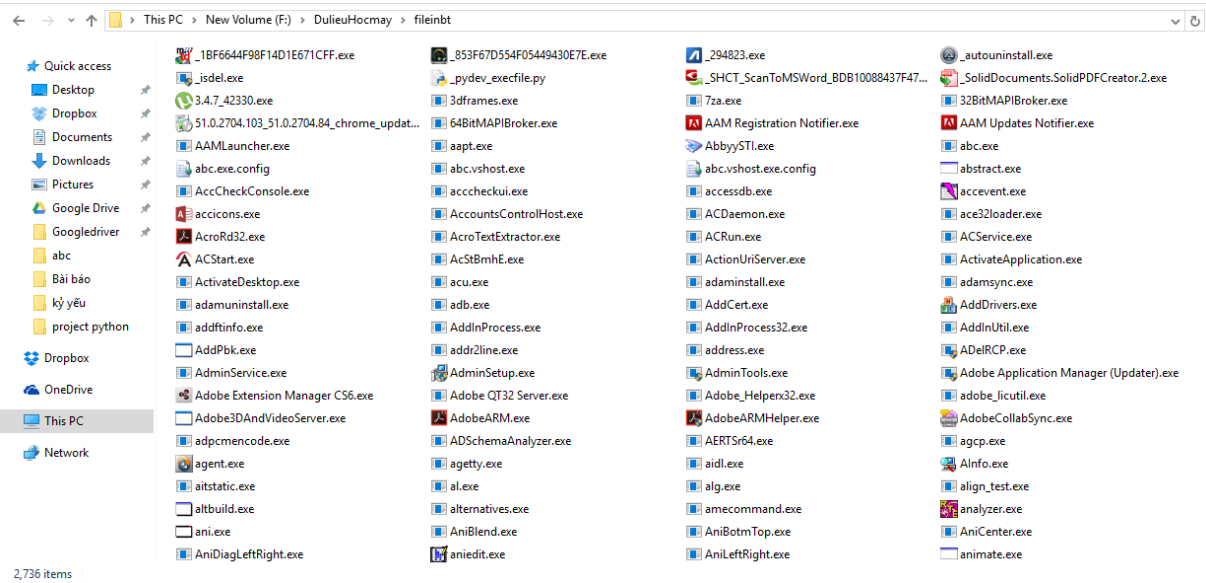 This PC > New Volume (F:) > DulieuHocmay > fileinbt
Quick access
Desktop
Dropbox
Documents
Downloads
Pictures
Google Drive
Googledriver
abc
Bài báo
kỷ yếu
project python
Dropbox
OneDrive
This PC
Network
_1BF6644F98F14D1E671CFF.exe _853F67D554F05449430E7E.exe _294823.exe _autouninstall.exe
_isdel.exe _pydev_execfile.py _SHCT_ScanToMSWord_BDB10088437F47... _SolidDocuments.SolidPDFCreator.2.exe
3.4.7_42330.exe 3dframes.exe 7za.exe 32BitMAPIBroker.exe
51.0.2704.103_51.0.2704.84_chrome_updat... 64BitMAPIBroker.exe AAM Registration Notifier.exe AAM Updates Notifier.exe
AAMLauncher.exe aapt.exe AbbyySTI.exe abc.exe
abc.exe.config abc.vshost.exe abc.vshost.exe.config abstract.exe
AccCheckConsole.exe acccheckui.exe accessdb.exe accevent.exe
accicons.exe AccountsControlHost.exe ACDaemon.exe ace32loader.exe
AcroRd32.exe AcroTextExtractor.exe ACRun.exe ACService.exe
ACStart.exe AcStBmhE.exe ActionUriServer.exe ActivateApplication.exe
ActivateDesktop.exe acu.exe adaminstall.exe adamsync.exe
adamuninstall.exe adb.exe AddCert.exe AddDrivers.exe
addftinfo.exe AddInProcess.exe AddInProcess32.exe AddInUtil.exe
AddPbk.exe addr2line.exe address.exe ADelRCP.exe
AdminService.exe AdminSetup.exe AdminTools.exe Adobe Application Manager (Updater).exe
Adobe Extension Manager CS6.exe Adobe QT32 Server.exe Adobe_Helperx32.exe adobe_licutil.exe
Adobe3DAndVideoServer.exe AdobeARM.exe AdobeARMHelper.exe AdobeCollabSync.exe
adpcmencode.exe ADSchemaAnalyzer.exe AERTSr64.exe agcp.exe
agent.exe agetty.exe aidl.exe AInfo.exe
aitstatic.exe al.exe alg.exe align_test.exe
altbuild.exe alternatives.exe amecommand.exe analyzer.exe
ani.exe AniBlend.exe AniBotmTop.exe AniCenter.exe
AniDiagLeftRight.exe aniedit.exe AniLeftRight.exe animate.exe
2,736 items